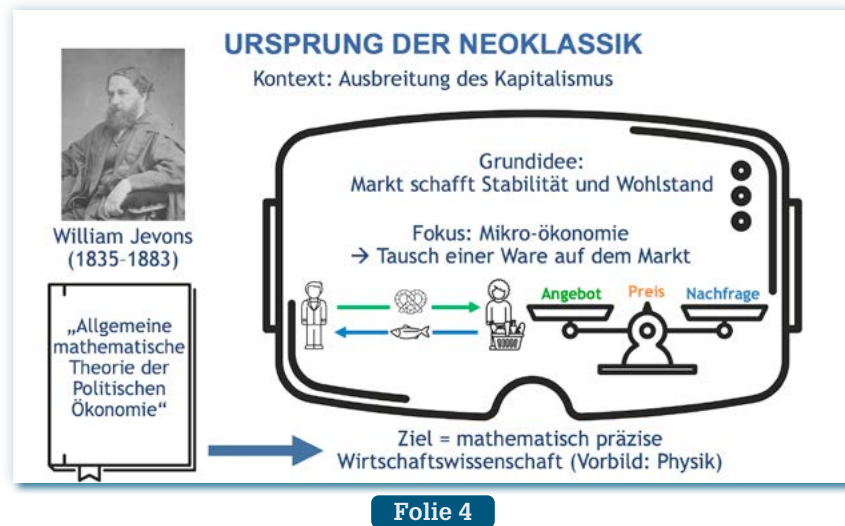 URSPRUNG DER NEOKLASSIK
Kontext: Ausbreitung des Kapitalismus
William Jevons
(1835-1883)
„Allgemeine
mathematische
Theorie der
Politischen
Ökonomie“
Grundidee:
Markt schafft Stabilität und Wohlstand
Fokus: Mikro-ökonomie
→ Tausch einer Ware auf dem Markt
Angebot Preis Nachfrage
Ziel = mathematisch präzise
Wirtschaftswissenschaft (Vorbild: Physik)
Folie 4